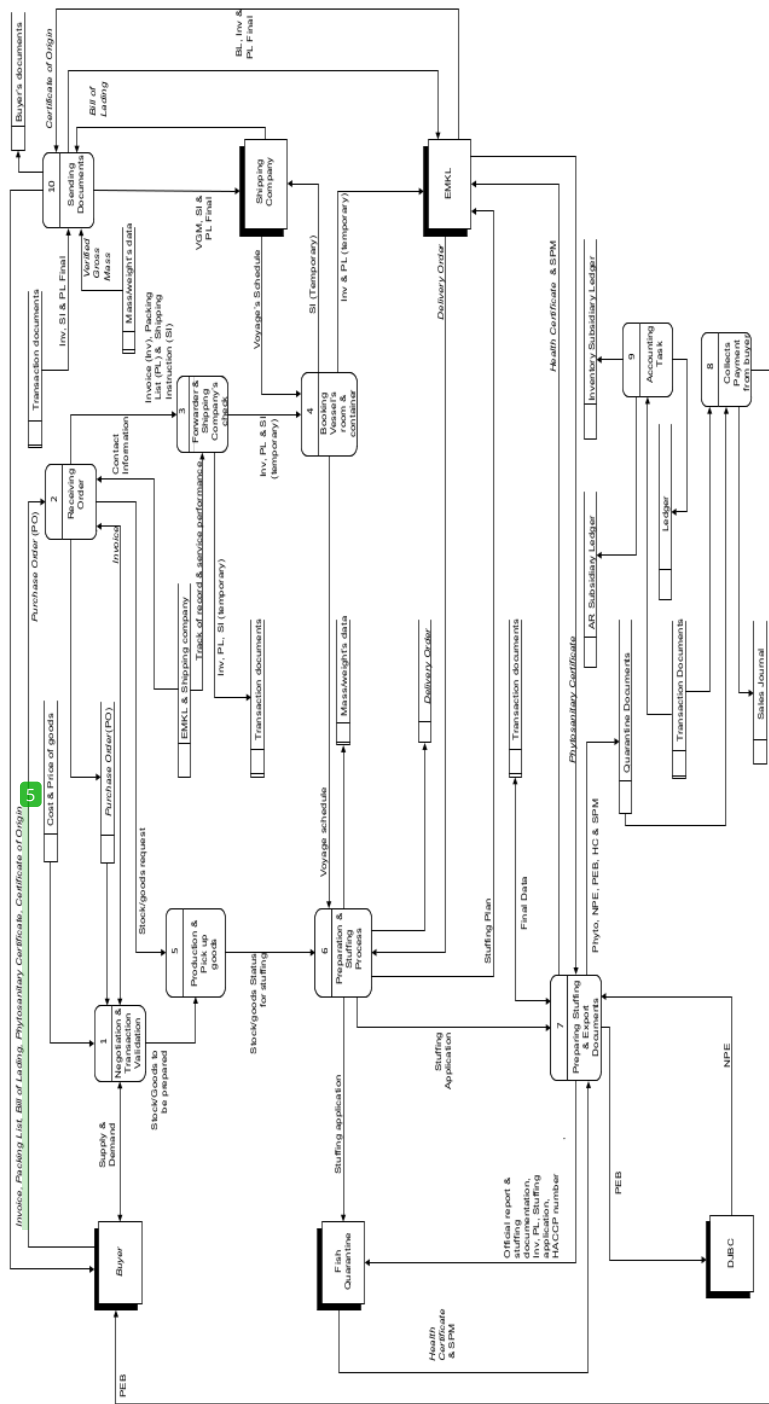 Invoice, Packing List, Bill of Lading, Phytosanitary Certificate, Certificate of Origin
5
Purchase Order (PO)
Buyer's documents
Transaction documents
Cost & Price of goods
10
Sending
Documents
Certificate of Origin
Inv, SI & PL Final
Verified
Gross
Mass
Bill of
Lading
Mass/weight's data
2
Receiving
Order
Invoice
Contact
Information
Purchase Order(PO)
Supply &
Demand
1
Negotiation &
Transaction
Validation
Buyer
PEB
Stock/Goods to
be prepared
Stock/goods request
Invoice (Inv), Packing
List (PL) & Shipping
Instruction (SI)
3
Forwarder &
Shipping
Company's
check
EMKL & Shipping company
Track of record & service performance
Inv, PL, SI (temporary)
Transaction documents
5
Production &
Pick up
goods
Stock/goods Status
for stuffing
VGM, SI &
PL Final
BL, Inv &
PL Final
Shipping
Company
Voyage's Schedule
SI (Temporary)
Inv, PL & SI
(temporary)
4
Booking
Vessel's
room &
container
Inv & PL (temporary)
Voyage schedule
Mass/weight's data
6
Preparation &
Stuffing
Process
Stuffing application
Fish
Quarantine
Health
Certificate
& SPM
Delivery Order
Delivery Order
EMKL
Stuffing Plan
Stuffing
Application
Transaction documents
Final Data
Health Certificate & SPM
Phytosanitary Certificate
Official report &
stuffing
documentation,
Inv, PL, Stuffing
application,
HACCP number
7
Preparing Stuffing
& Export
Documents
Phyto, NPE, PEB, HC & SPM
Inventory Subsidiary Ledger
AR Subsidiary Ledger
9
Accounting
Task
Quarantine Documents
Ledger
Transaction Documents
PEB
8
Collects
Payment
from buyer
DJBC
NPE
Sales Journal